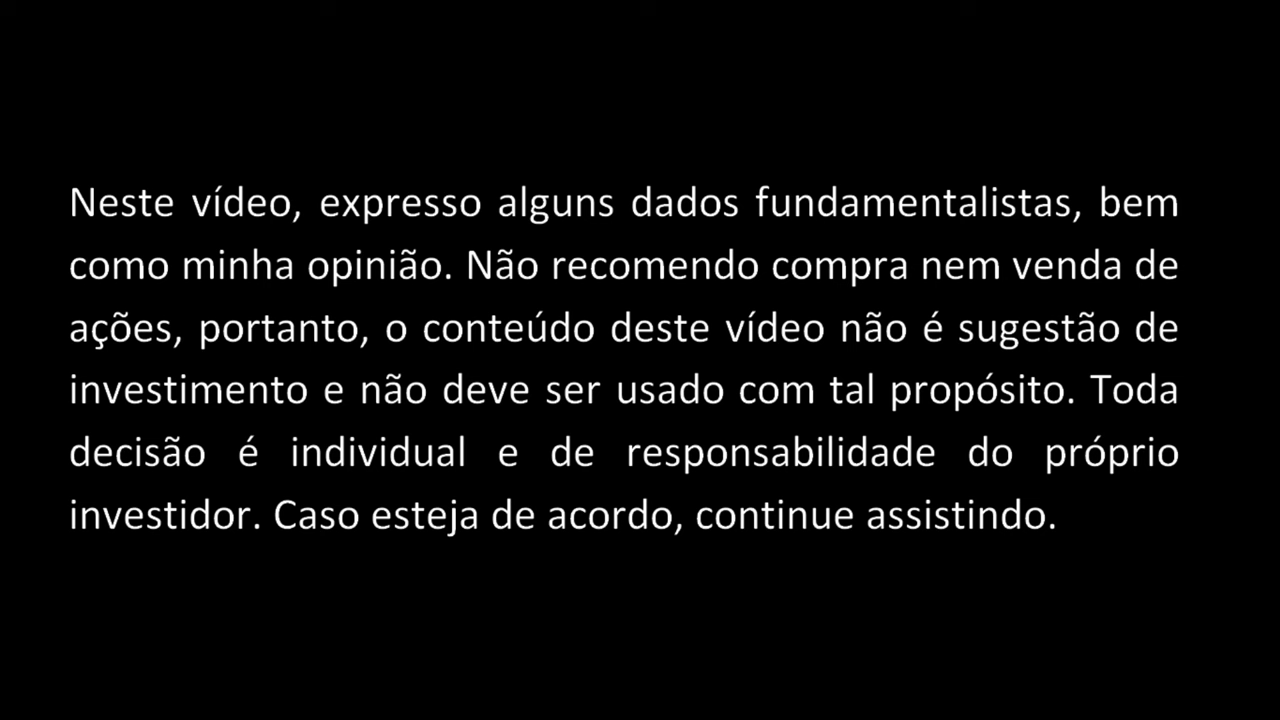 Neste vídeo, expresso alguns dados fundamentalistas, bem
como minha opinião. Não recomendo compra nem venda de
ações, portanto, o conteúdo deste vídeo não é sugestão de
investimento e não deve ser usado com tal propósito. Toda
decisão é individual e de responsabilidade do próprio
investidor. Caso esteja de acordo, continue assistindo.